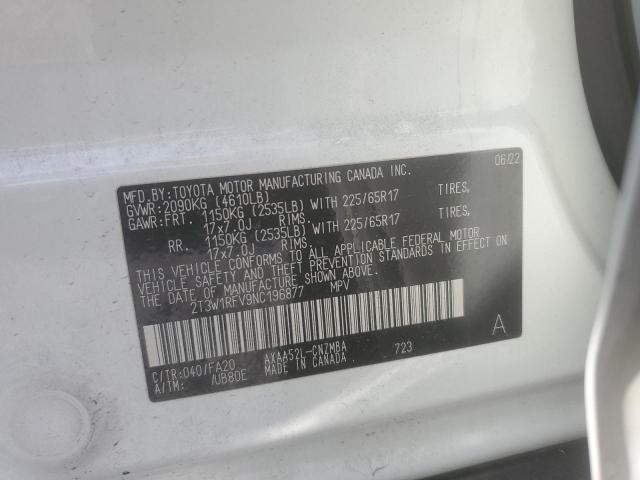 MFD.BY:TOYOTA MOTOR MANUFACTURING CANADA INC. 06/22
GVWR:2090KG (4610LB)
GAWR:FRT. 1150KG (2535LB) WITH 225/65R17 TIRES,
17x7.0J RIMS.
RR. 1150KG (2535LB) WITH 225/65R17 TIRES,
17x7.0J RIMS.
THIS VEHICLE CONFORMS TO ALL APPLICABLE FEDERAL MOTOR
VEHICLE SAFETY AND THEFT PREVENTION STANDARDS IN EFFECT ON
THE DATE OF MANUFACTURE SHOWN ABOVE.
2T3W1RFV9NC196877 MPV
C/TR:040/FA20 AXAA52L-CNZMBA 723 A
A/TM: /UB80E MADE IN CANADA